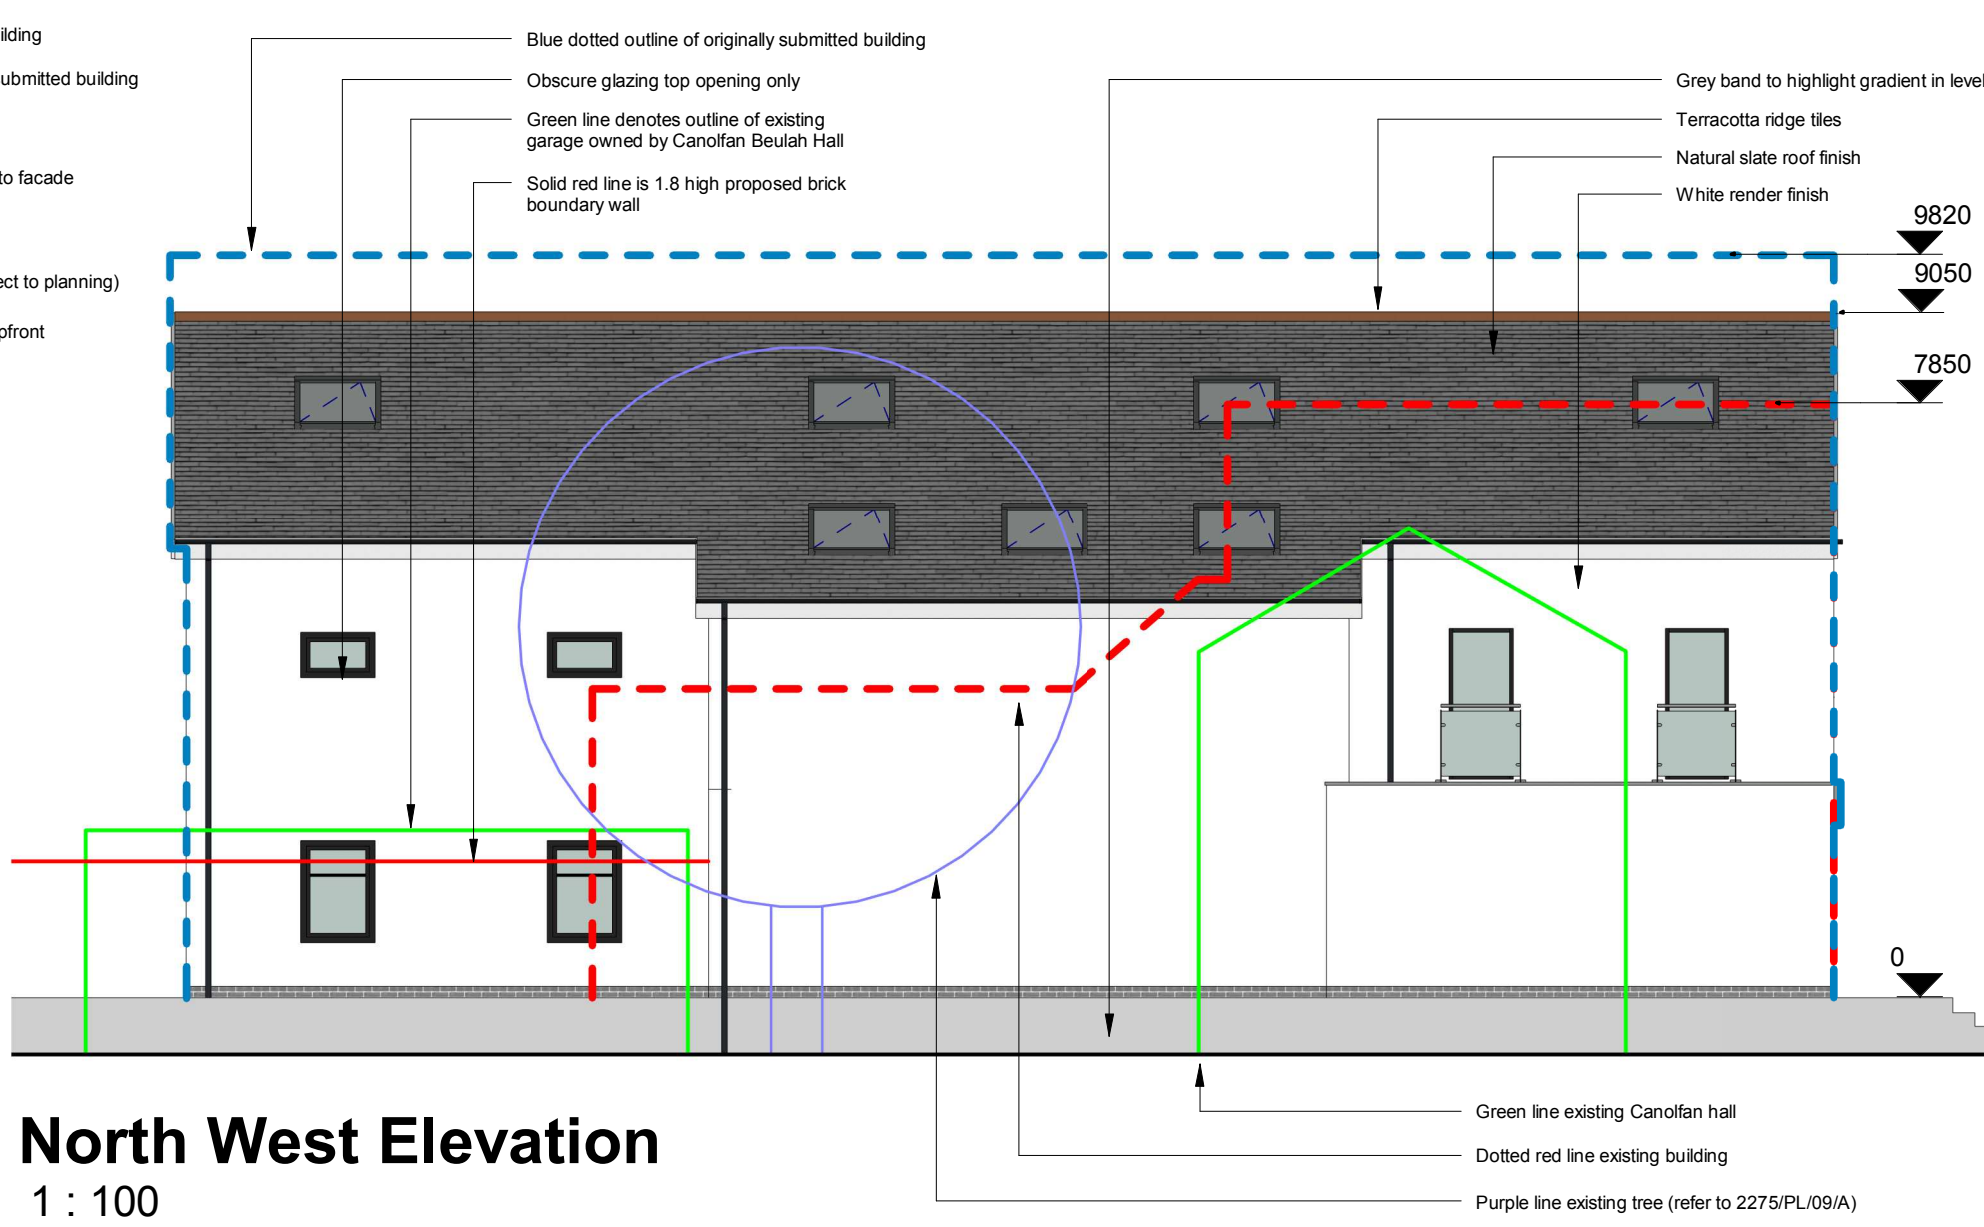 ilding
ubmitted building
to facade
ect to planning)
pfront
Blue dotted outline of originally submitted building
Obscure glazing top opening only
Green line denotes outline of existing
garage owned by Canolfan Beulah Hall
Solid red line is 1.8 high proposed brick
boundary wall
Grey band to highlight gradient in level
Terracotta ridge tiles
Natural slate roof finish
White render finish
9820
9050
7850
0
Green line existing Canolfan hall
Dotted red line existing building
Purple line existing tree (refer to 2275/PL/09/A)
North West Elevation
1 : 100